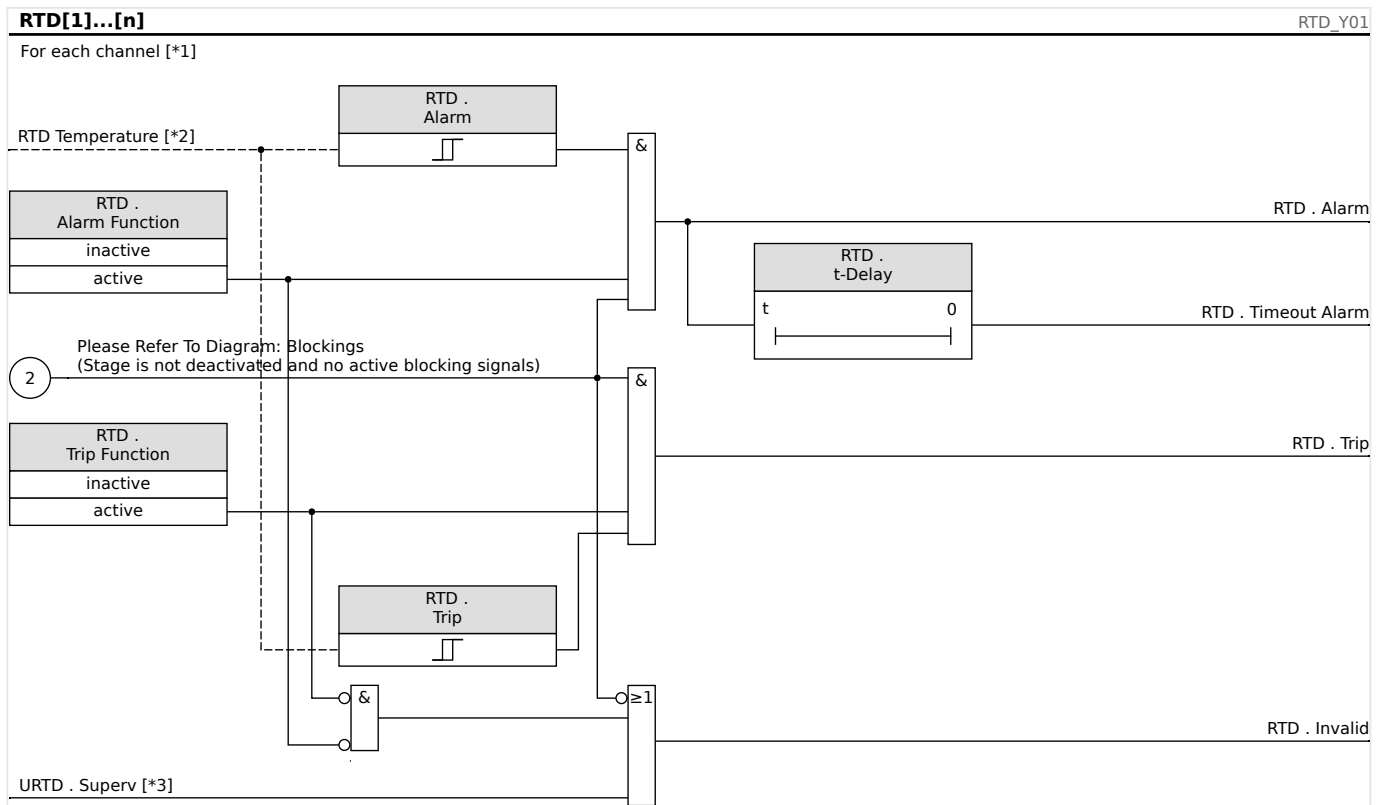 RTD[1]...[n]
RTD_Y01
For each channel [*1]
RTD .
Alarm
RTD Temperature [*2]
&
RTD .
Alarm Function
inactive
active
RTD . Alarm
RTD .
t-Delay
t 0
RTD . Timeout Alarm
Please Refer To Diagram: Blockings
(Stage is not deactivated and no active blocking signals)
2
&
RTD .
Trip Function
inactive
active
RTD . Trip
RTD .
Trip
&
≥1
RTD . Invalid
URTD . Superv [*3]